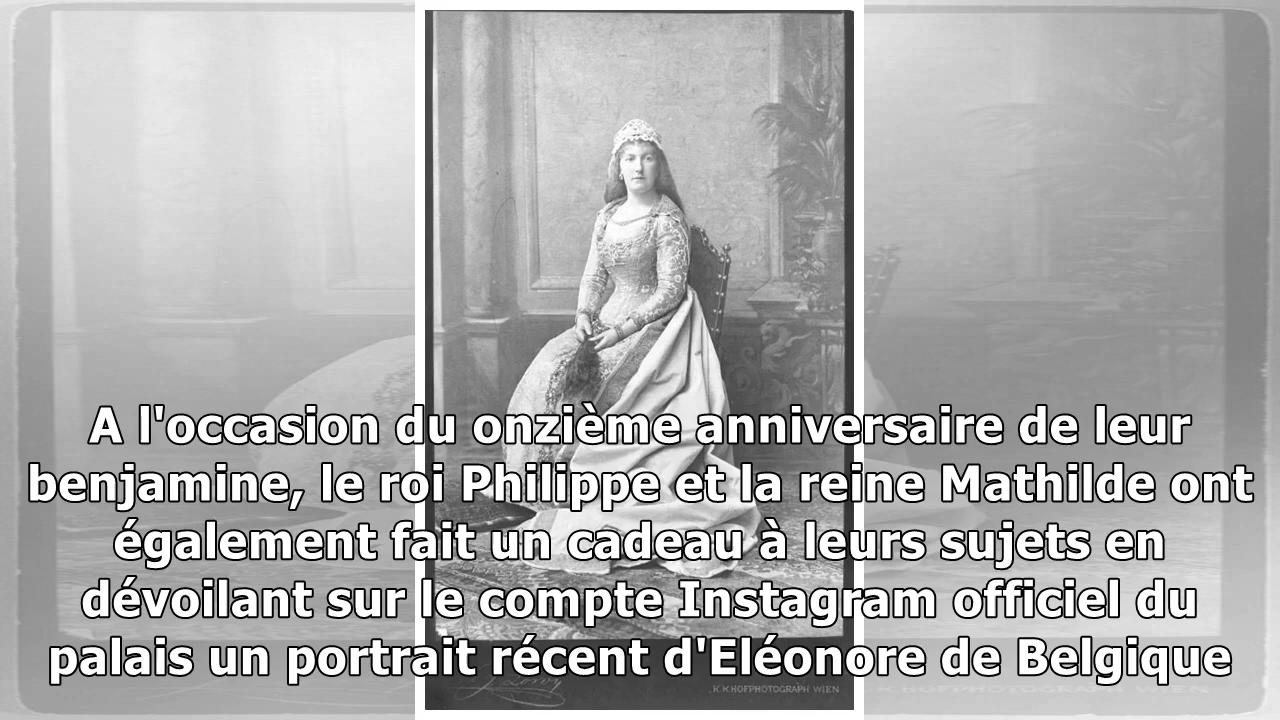 A l'occasion du onzième anniversaire de leur
benjamine, le roi Philippe et la reine Mathilde ont
également fait un cadeau à leurs sujets en
dévoilant sur le compte Instagram officiel du
palais un portrait récent d'Eléonore de Belgique
K.K.HOFPHOTOGRAPH WIEN